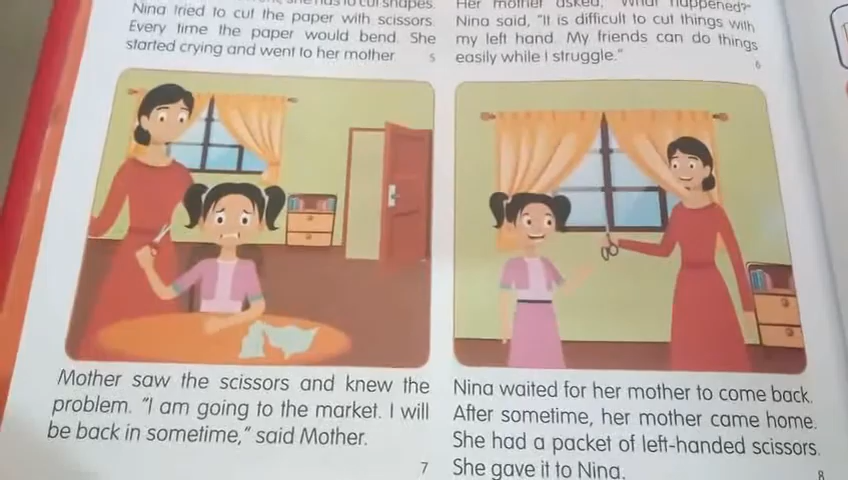 cut shapes.
Nina tried to cut the paper with scissors.
Every time the paper would bend. She
started crying and went to her mother
5
Her mother asked, "What happened?"
Nina said, "It is difficult to cut things with
my left hand. My friends can do things
easily while I struggle."
6
Mother saw the scissors and knew the
problem. "I am going to the market. I will
be back in sometime," said Mother.
7
Nina waited for her mother to come back.
After sometime, her mother came home.
She had a packet of left-handed scissors.
She gave it to Nina.
8